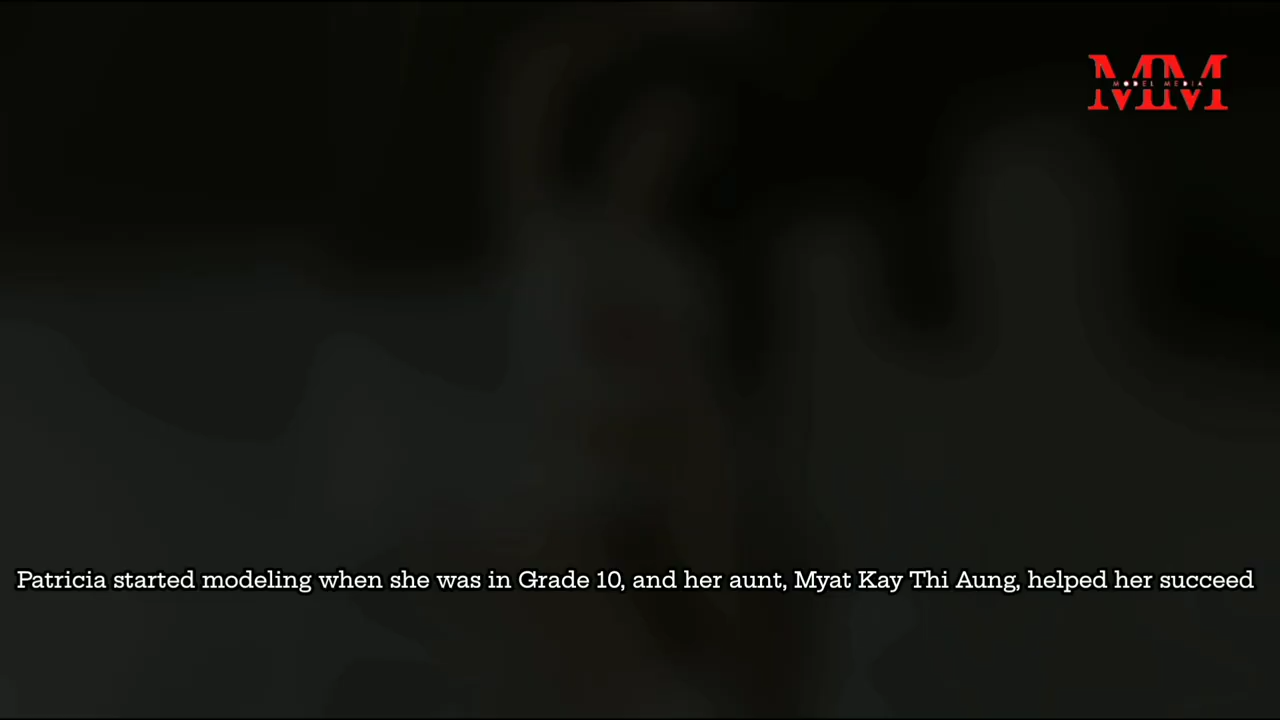 MM
MODEL MEDIA
Patricia started modeling when she was in Grade 10, and her aunt, Myat Kay Thi Aung, helped her succeed